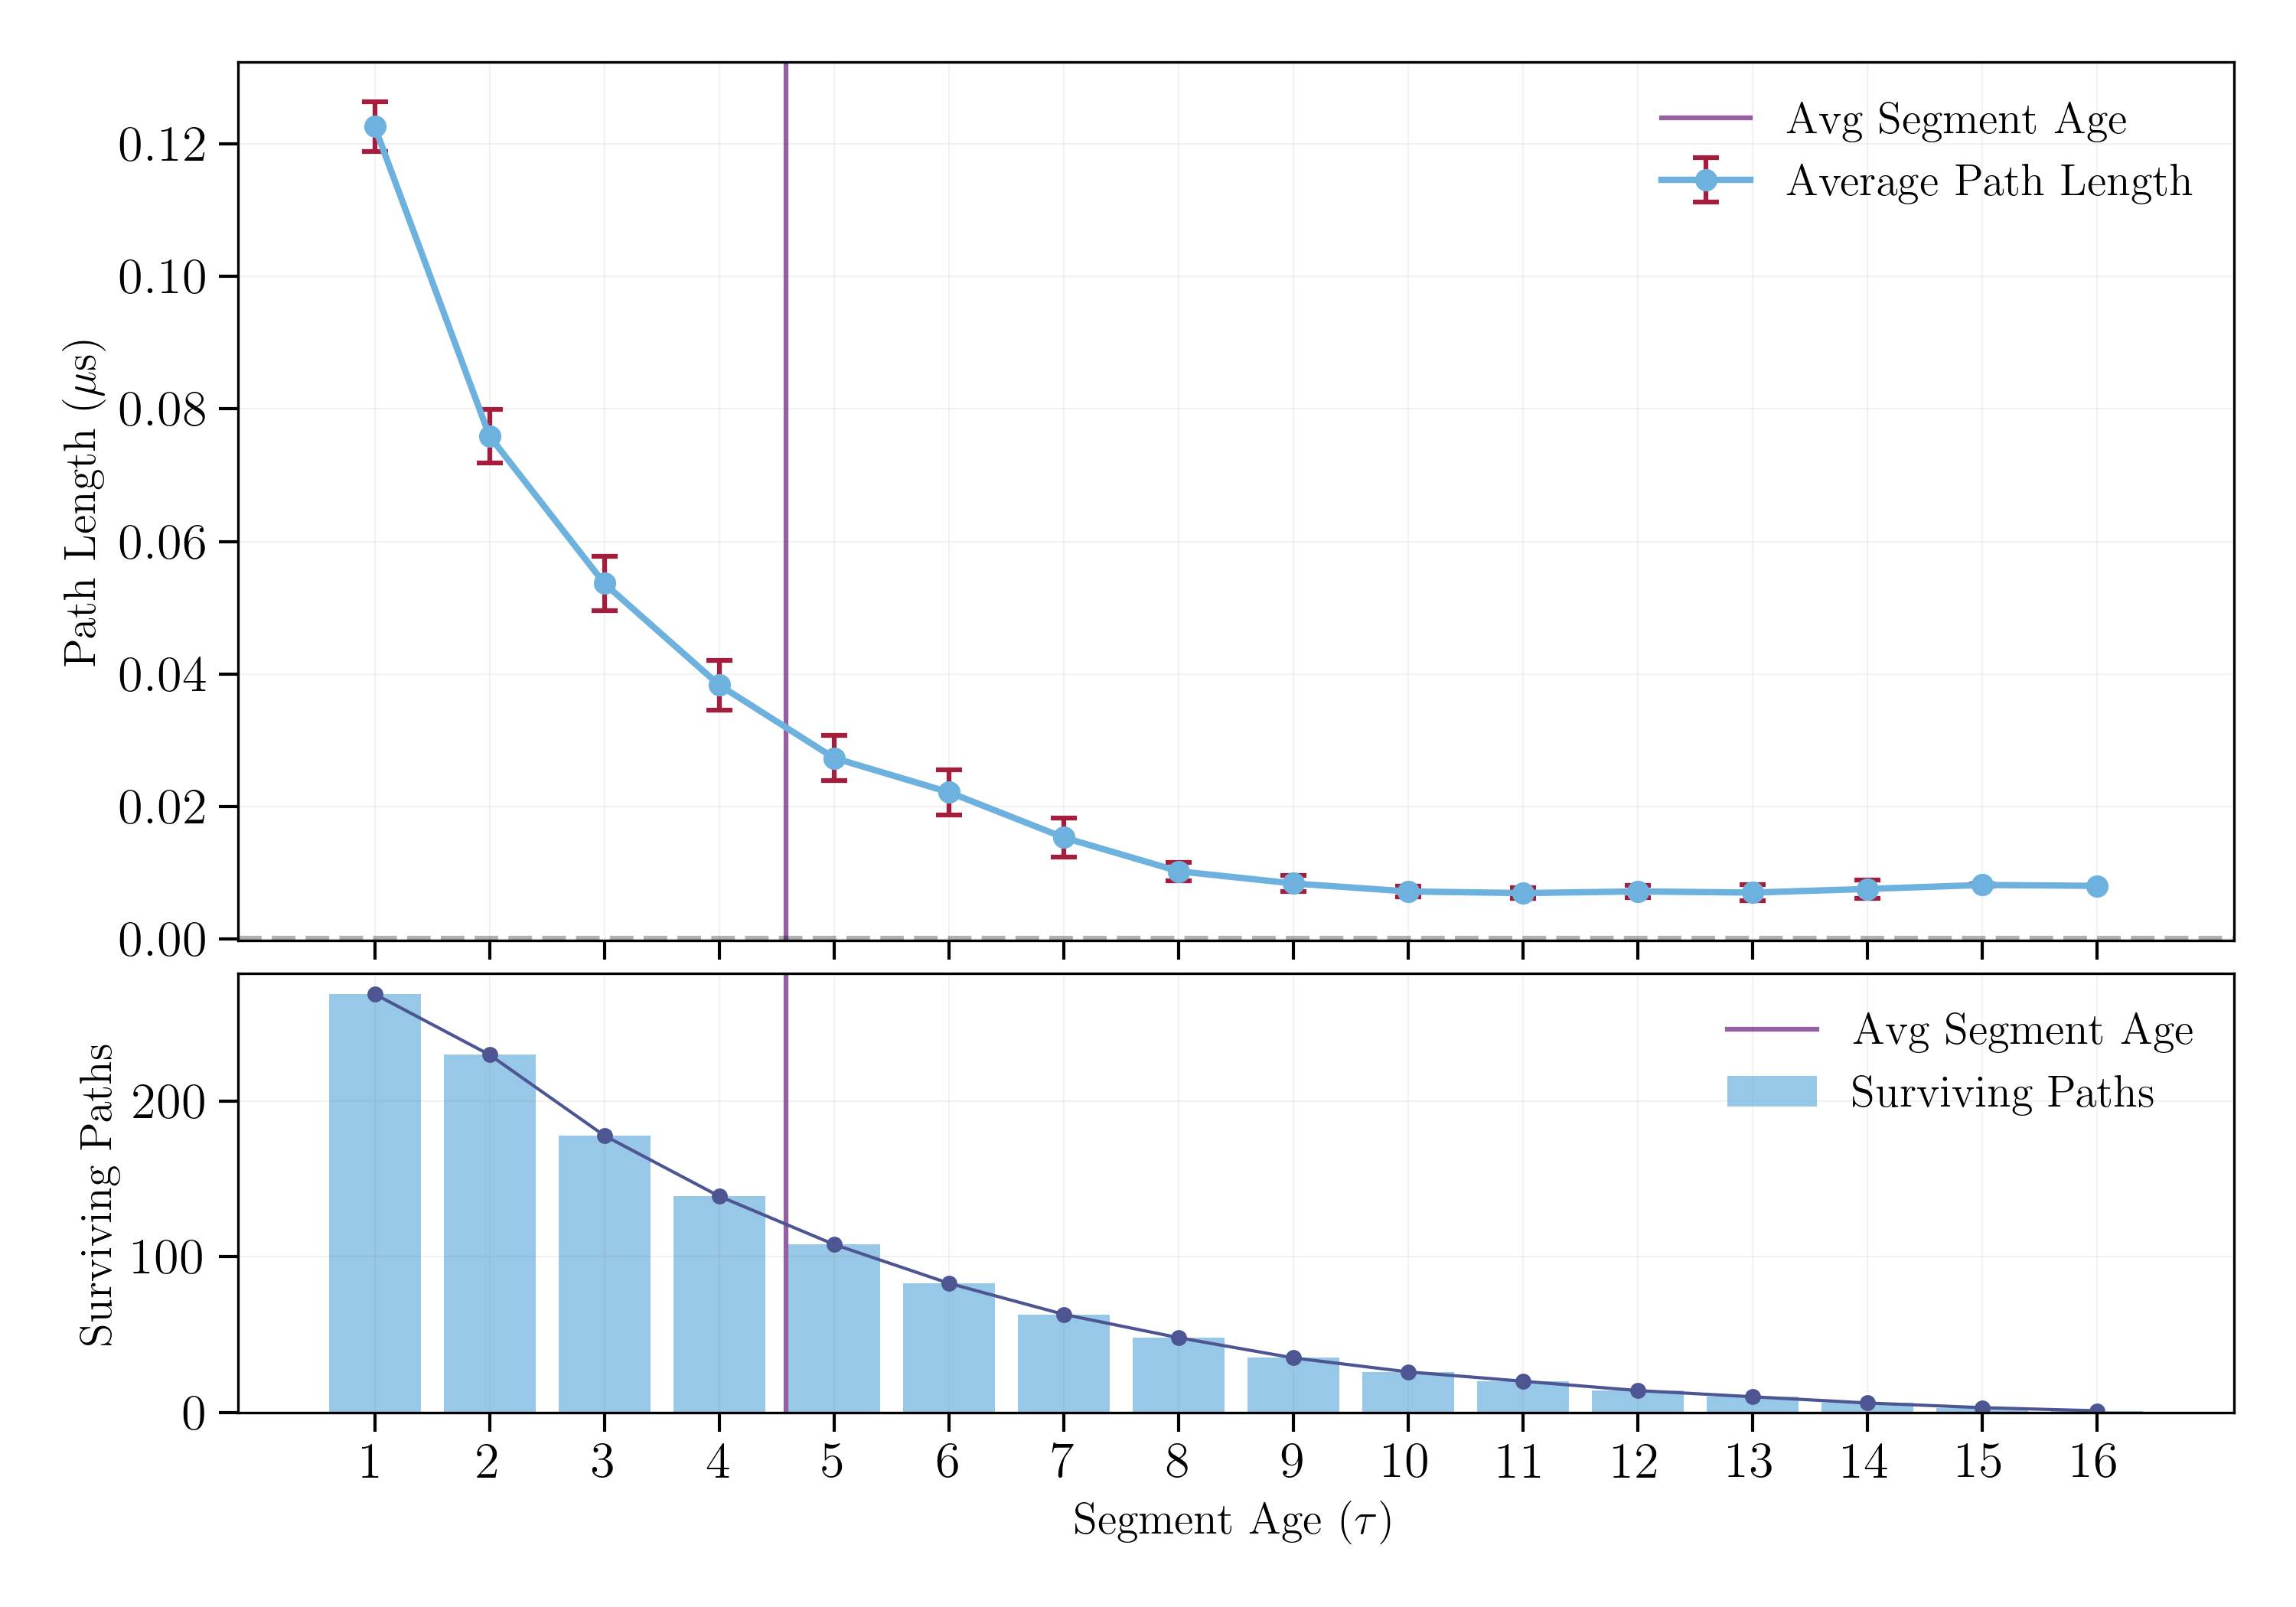 Avg Segment Age
Average Path Length
Path Length (μs)
0.12
0.10
0.08
0.06
0.04
0.02
0.00
Avg Segment Age
Surviving Paths
Surviving Paths
200
100
0
1 2 3 4 5 6 7 8 9 10 11 12 13 14 15 16
Segment Age (τ)